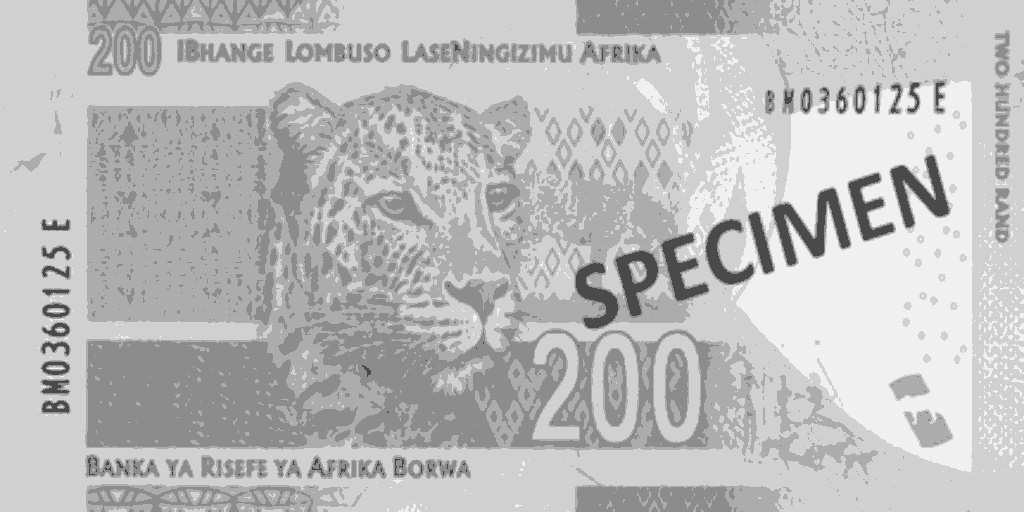 200 IBHANGE LOMBUSO LASENINGIZIMU AFRIKA
TWO HUNDRED RAND
BM0360125 E
SPECIMEN
BM0360125 E
200
BANKA YA RISEFE YA AFRIKA BORWA